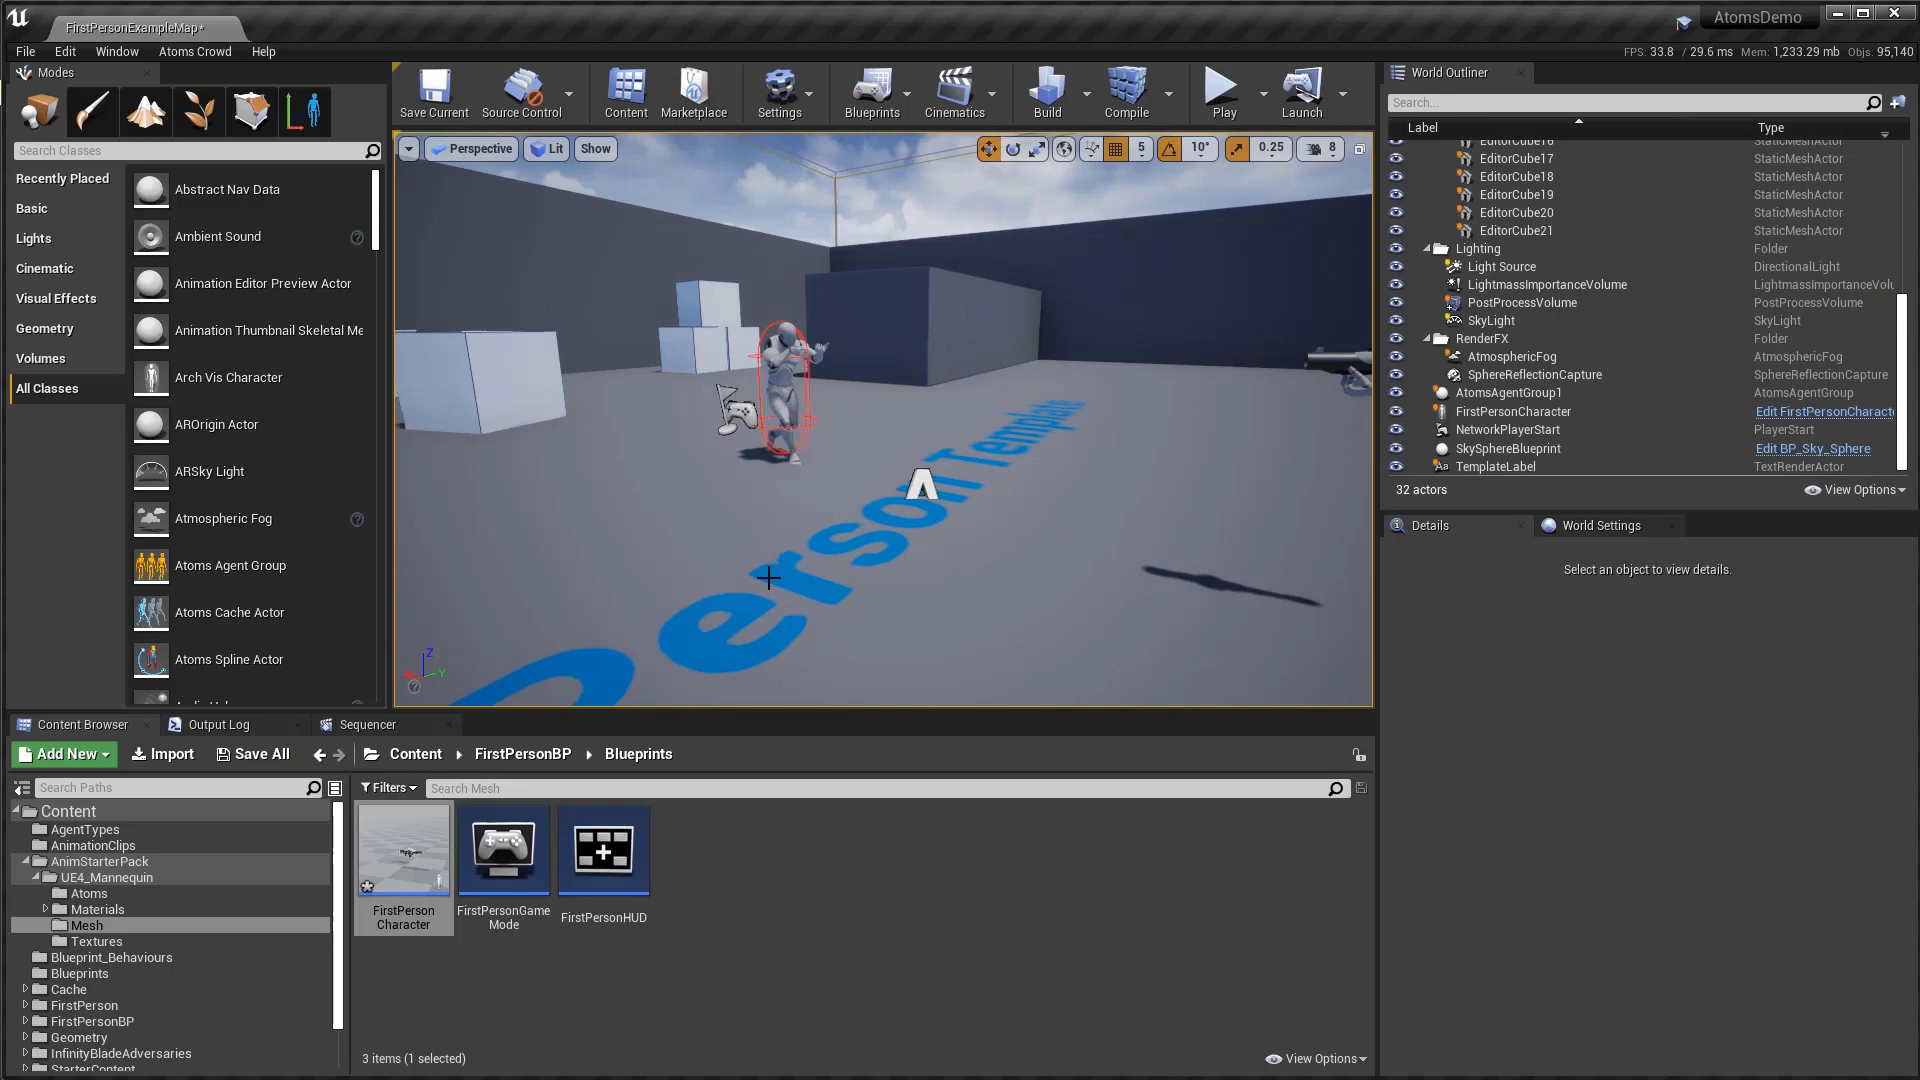 FirstPersonExampleMap*
AtomsDemo
File Edit Window Atoms Crowd Help
FPS: 33.8 / 29.6 ms Mem: 1,233.29 mb Objs: 95,140
Modes
Search Classes
Recently Placed
Basic
Lights
Cinematic
Visual Effects
Geometry
Volumes
All Classes
Abstract Nav Data
Ambient Sound
Animation Editor Preview Actor
Animation Thumbnail Skeletal Me
Arch Vis Character
AROrigin Actor
ARSky Light
Atmospheric Fog
Atoms Agent Group
Atoms Cache Actor
Atoms Spline Actor
Save Current Source Control Content Marketplace Settings Blueprints Cinematics Build Compile Play Launch
Perspective Lit Show 5 10° 0.25 8
erson Template
Z
Y
World Outliner
Search...
Label Type
EditorCube16 StaticMeshActor
EditorCube17 StaticMeshActor
EditorCube18 StaticMeshActor
EditorCube19 StaticMeshActor
EditorCube20 StaticMeshActor
EditorCube21 StaticMeshActor
Lighting Folder
Light Source DirectionalLight
LightmassImportanceVolume LightmassImportanceVolu
PostProcessVolume PostProcessVolume
SkyLight SkyLight
RenderFX Folder
AtmosphericFog AtmosphericFog
SphereReflectionCapture SphereReflectionCapture
AtomsAgentGroup1 AtomsAgentGroup
FirstPersonCharacter Edit FirstPersonCharact
NetworkPlayerStart PlayerStart
SkySphereBlueprint Edit BP_Sky_Sphere
TemplateLabel TextRenderActor
32 actors View Options
Details World Settings
Select an object to view details.
Content Browser Output Log Sequencer
Add New Import Save All Content FirstPersonBP Blueprints
Search Paths
Filters Search Mesh
Content
AgentTypes
AnimationClips
AnimStarterPack
UE4_Mannequin
Atoms
Materials
Mesh
Textures
Blueprint_Behaviours
Blueprints
Cache
FirstPerson
FirstPersonBP
Geometry
InfinityBladeAdversaries
StarterContent
FirstPerson
Character
FirstPersonGame
Mode
FirstPersonHUD
3 items (1 selected) View Options